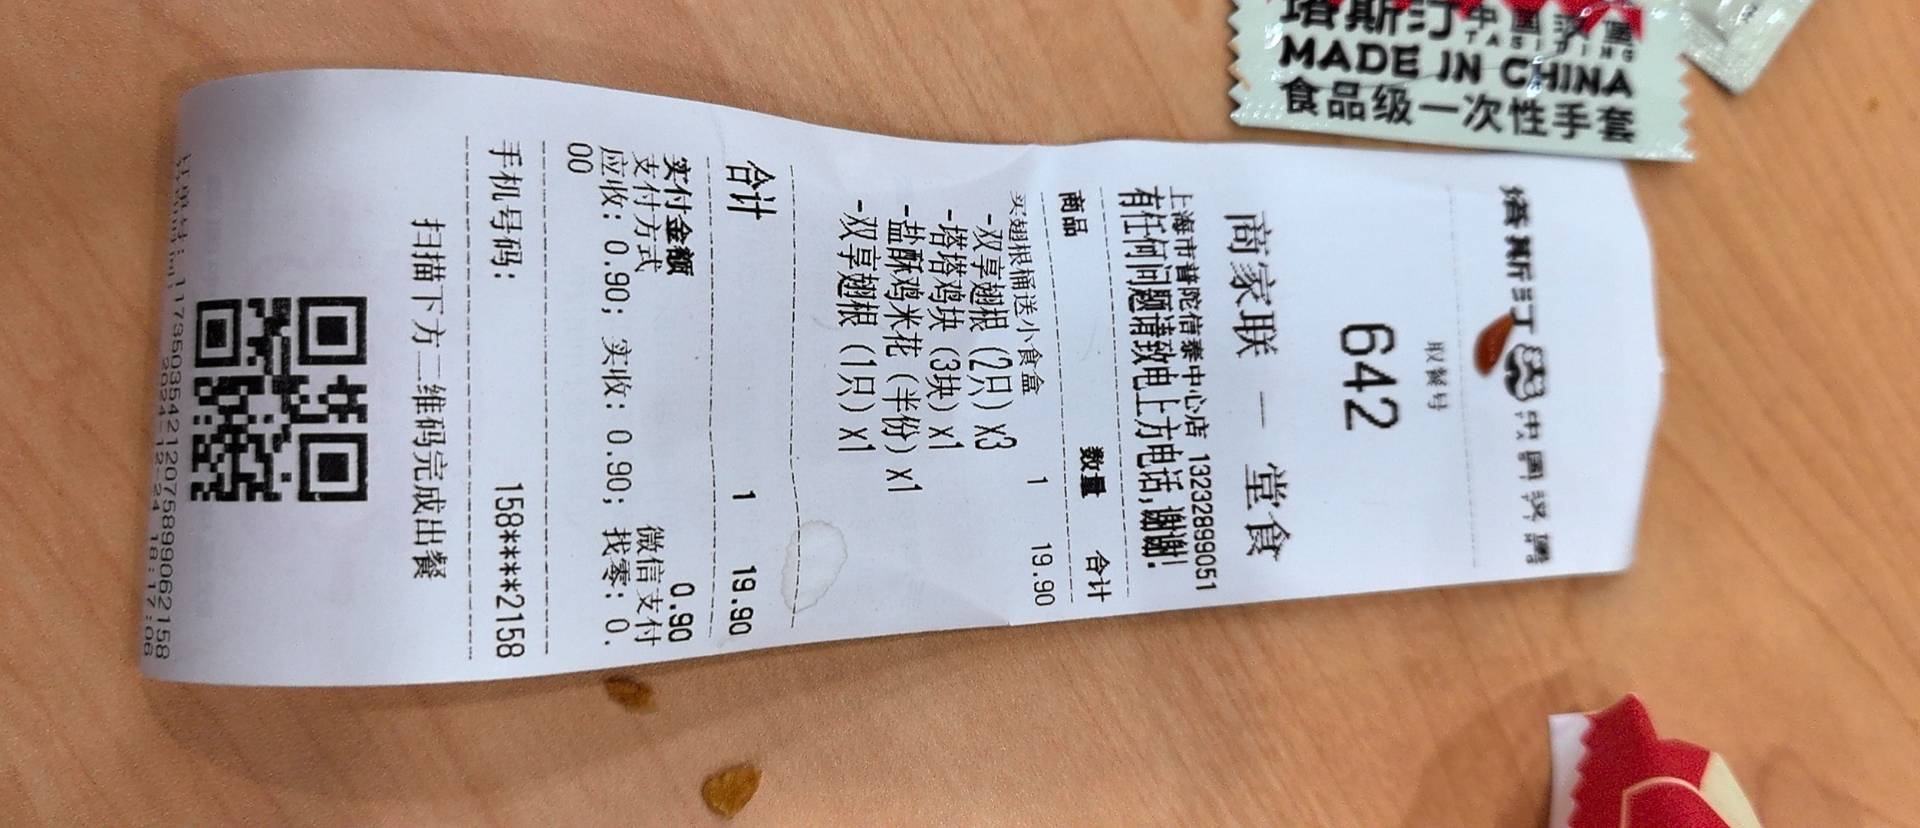 塔斯汀 中国汉堡
取餐号
642
商家联 — 堂食
上海市普陀信泰中心店 13232899051
有任何问题请致电上方电话,谢谢!
商品 数量 合计
买翅根桶送小食盒 1 19.90
-双享翅根 (2只) x3
-塔塔鸡块 (3块) x1
-盐酥鸡米花 (半份) x1
-双享翅根 (1只) x1
合计 1 19.90
实付金额 0.90
支付方式 微信支付
应收: 0.90; 实收: 0.90; 找零: 0.
00
手机号码: 158****2158
扫描下方二维码完成出餐
2024-12-24 18:17:06
塔斯汀 中国汉堡
TASITING
MADE IN CHINA
食品级一次性手套